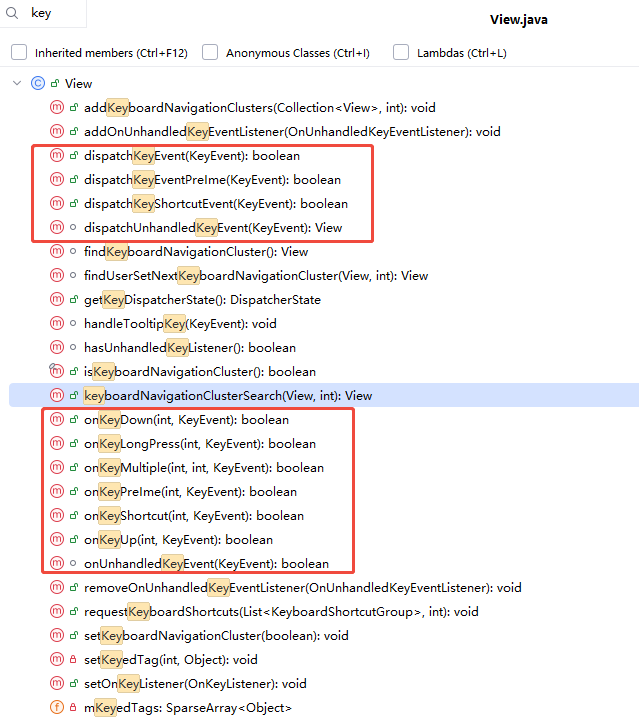 key
View.java
Inherited members (Ctrl+F12) Anonymous Classes (Ctrl+I) Lambdas (Ctrl+L)
View
addKeyboardNavigationClusters(Collection<View>, int): void
addOnUnhandledKeyEventListener(OnUnhandledKeyEventListener): void
dispatchKeyEvent(KeyEvent): boolean
dispatchKeyEventPreIme(KeyEvent): boolean
dispatchKeyShortcutEvent(KeyEvent): boolean
dispatchUnhandledKeyEvent(KeyEvent): View
findKeyboardNavigationCluster(): View
findUserSetNextKeyboardNavigationCluster(View, int): View
getKeyDispatcherState(): DispatcherState
handleTooltipKey(KeyEvent): void
hasUnhandledKeyListener(): boolean
isKeyboardNavigationCluster(): boolean
keyboardNavigationClusterSearch(View, int): View
onKeyDown(int, KeyEvent): boolean
onKeyLongPress(int, KeyEvent): boolean
onKeyMultiple(int, int, KeyEvent): boolean
onKeyPreIme(int, KeyEvent): boolean
onKeyShortcut(int, KeyEvent): boolean
onKeyUp(int, KeyEvent): boolean
onUnhandledKeyEvent(KeyEvent): boolean
removeOnUnhandledKeyEventListener(OnUnhandledKeyEventListener): void
requestKeyboardShortcuts(List<KeyboardShortcutGroup>, int): void
setKeyboardNavigationCluster(boolean): void
setKeyedTag(int, Object): void
setOnKeyListener(OnKeyListener): void
mKeyedTags: SparseArray<Object>